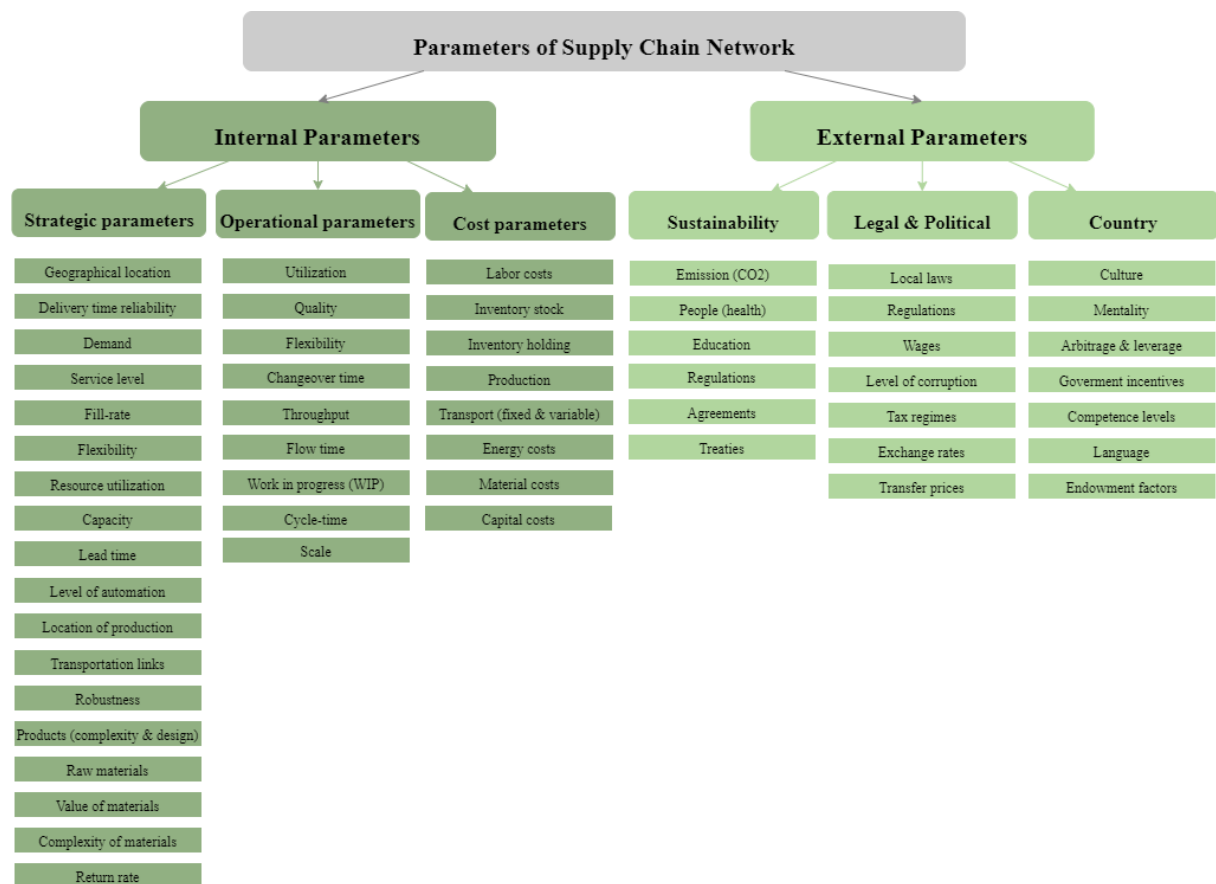 Parameters of Supply Chain Network
Internal Parameters
External Parameters
Strategic parameters
Operational parameters
Cost parameters
Sustainability
Legal & Political
Country
Geographical location
Delivery time reliability
Demand
Service level
Fill-rate
Flexibility
Resource utilization
Capacity
Lead time
Level of automation
Location of production
Transportation links
Robustness
Products (complexity & design)
Raw materials
Value of materials
Complexity of materials
Return rate
Utilization
Quality
Flexibility
Changeover time
Throughput
Flow time
Work in progress (WIP)
Cycle-time
Scale
Labor costs
Inventory stock
Inventory holding
Production
Transport (fixed & variable)
Energy costs
Material costs
Capital costs
Emission (CO2)
People (health)
Education
Regulations
Agreements
Treaties
Local laws
Regulations
Wages
Level of corruption
Tax regimes
Exchange rates
Transfer prices
Culture
Mentality
Arbitrage & leverage
Goverment incentives
Competence levels
Language
Endowment factors